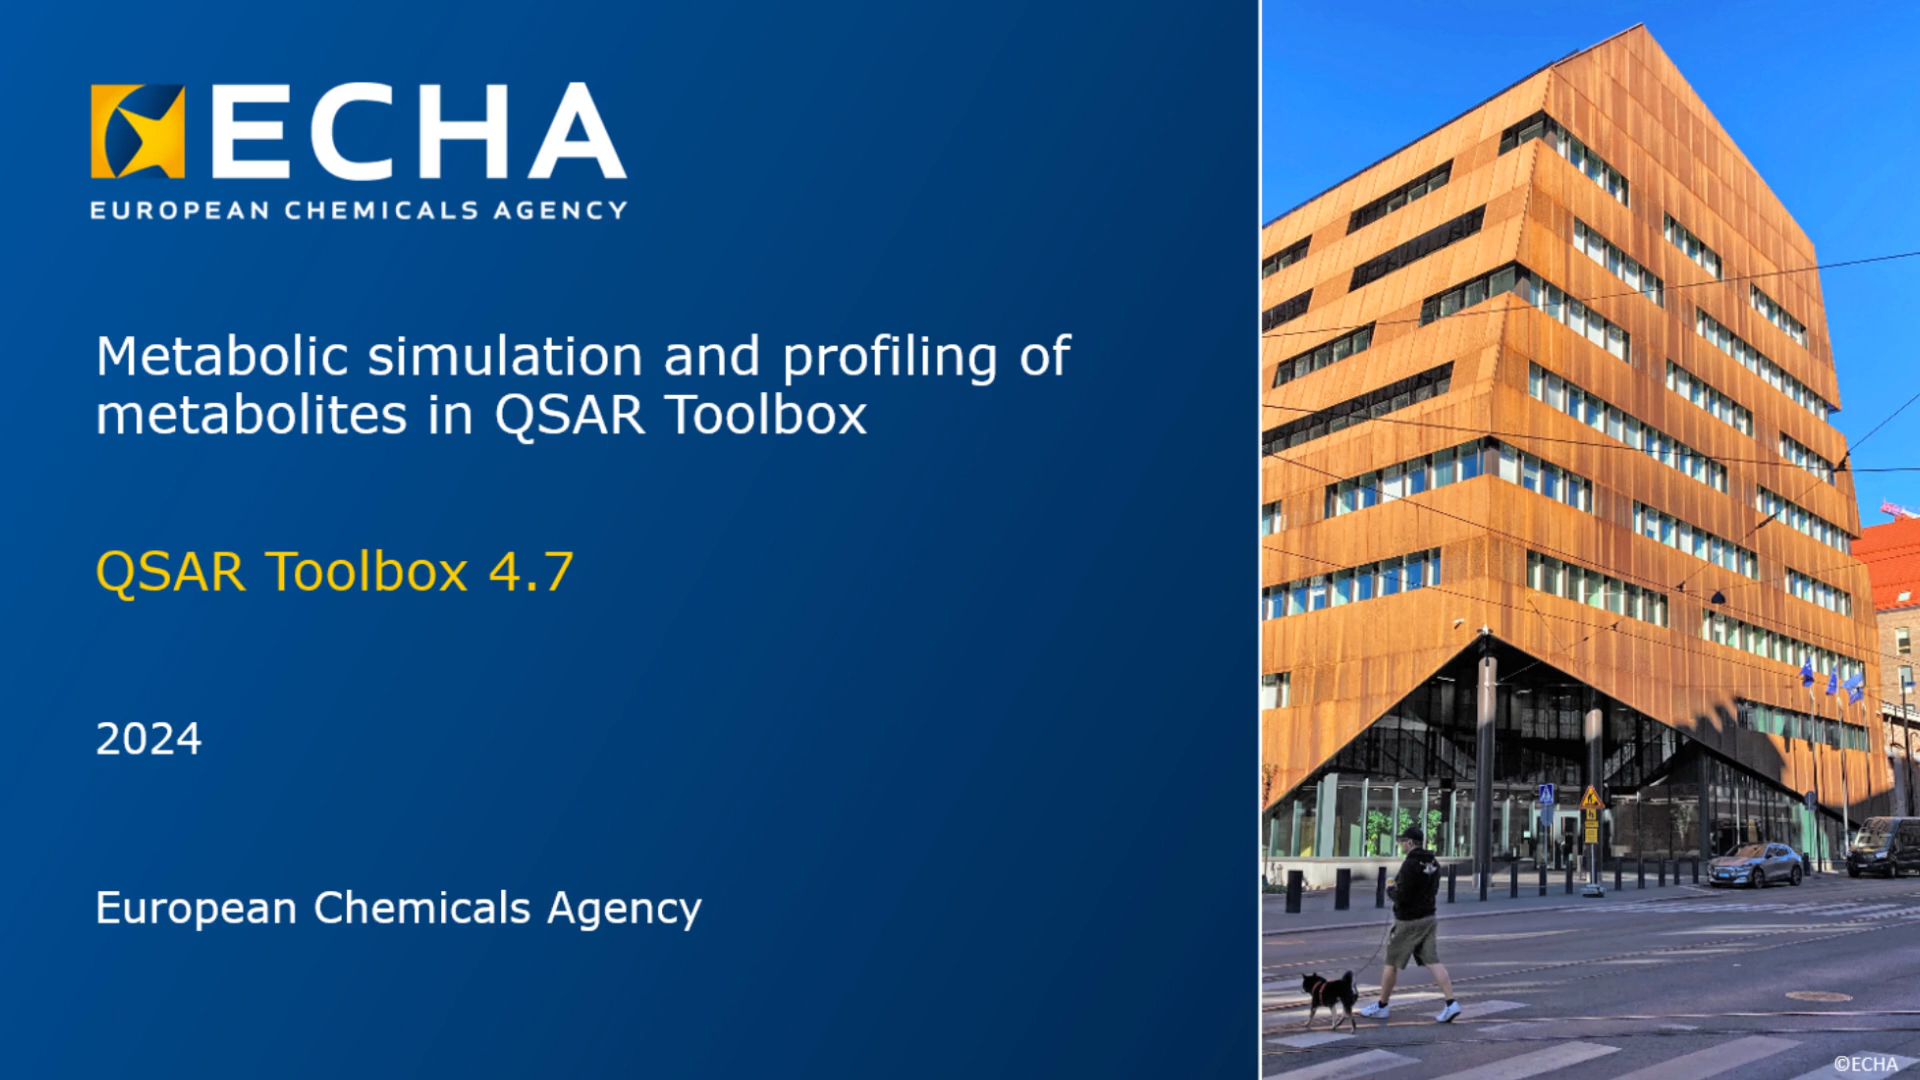 ECHA
EUROPEAN CHEMICALS AGENCY
Metabolic simulation and profiling of
metabolites in QSAR Toolbox
QSAR Toolbox 4.7
2024
European Chemicals Agency
©ECHA